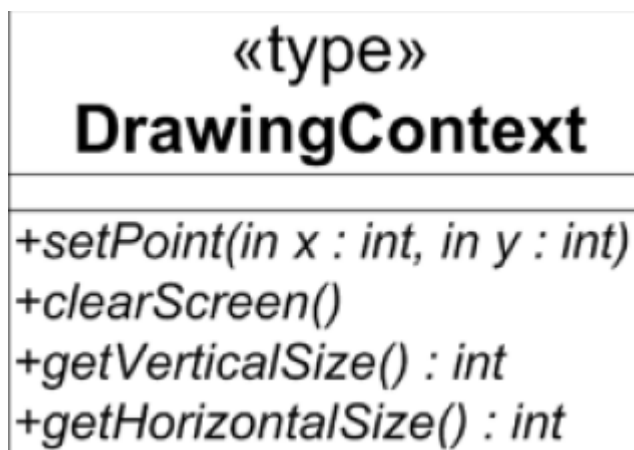 «type»
DrawingContext
+setPoint(in x : int, in y : int)
+clearScreen()
+getVerticalSize() : int
+getHorizontalSize() : int